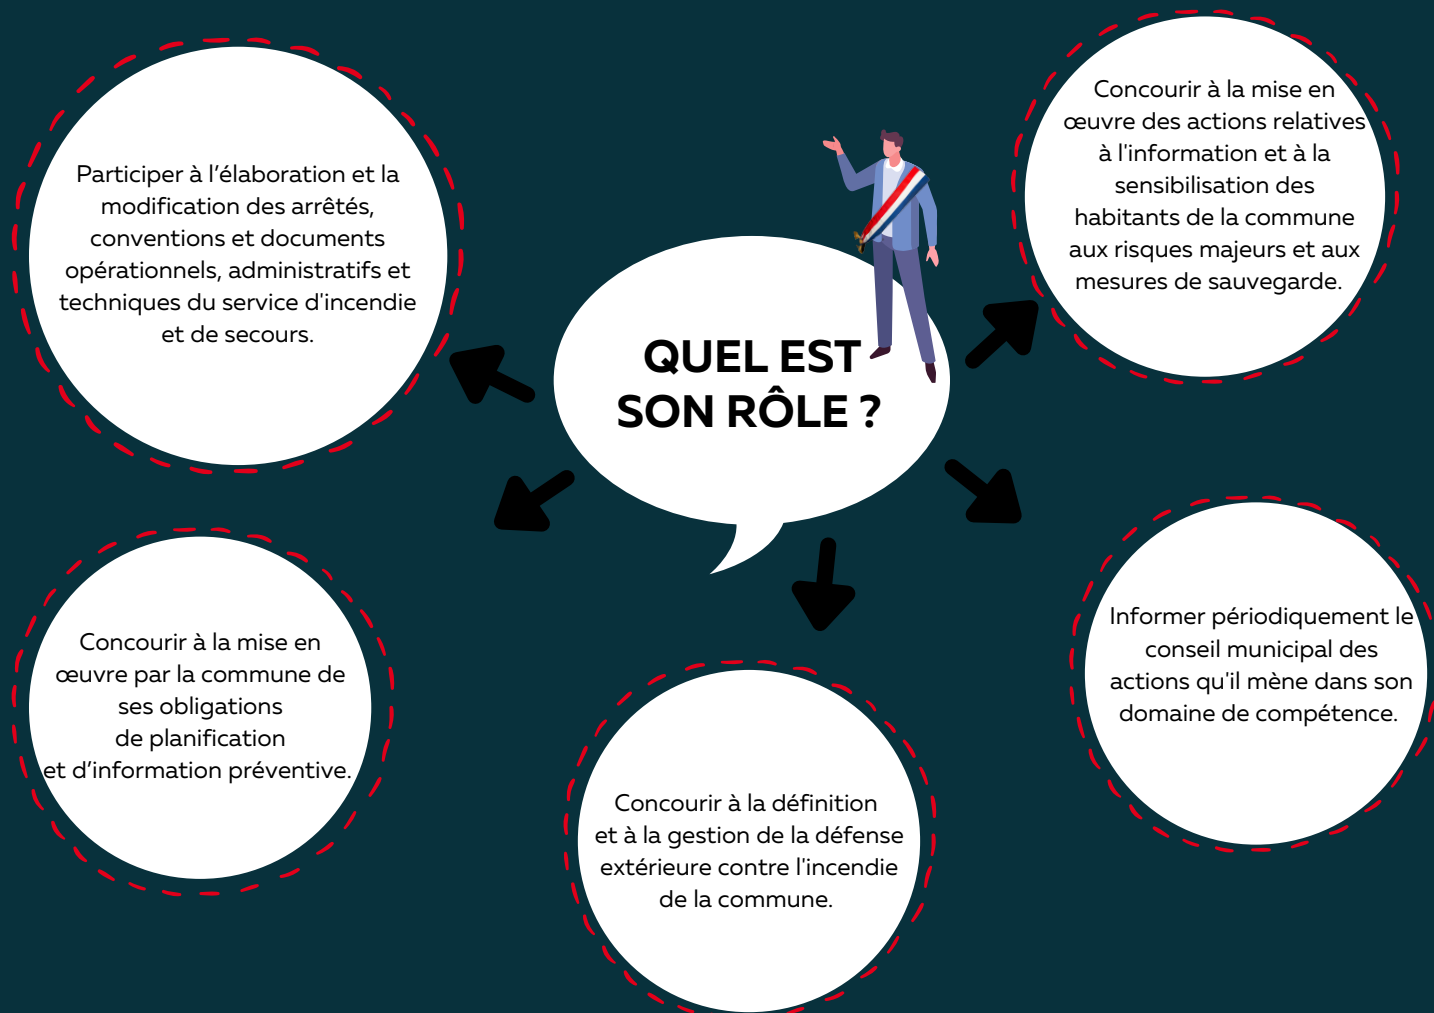 Participer à l’élaboration et la
modification des arrêtés,
conventions et documents
opérationnels, administratifs et
techniques du service d'incendie
et de secours.
Concourir à la mise en
œuvre des actions relatives
à l'information et à la
sensibilisation des
habitants de la commune
aux risques majeurs et aux
mesures de sauvegarde.
QUEL EST
SON RÔLE ?
Concourir à la mise en
œuvre par la commune de
ses obligations
de planification
et d’information préventive.
Concourir à la définition
et à la gestion de la défense
extérieure contre l'incendie
de la commune.
Informer périodiquement le
conseil municipal des
actions qu'il mène dans son
domaine de compétence.